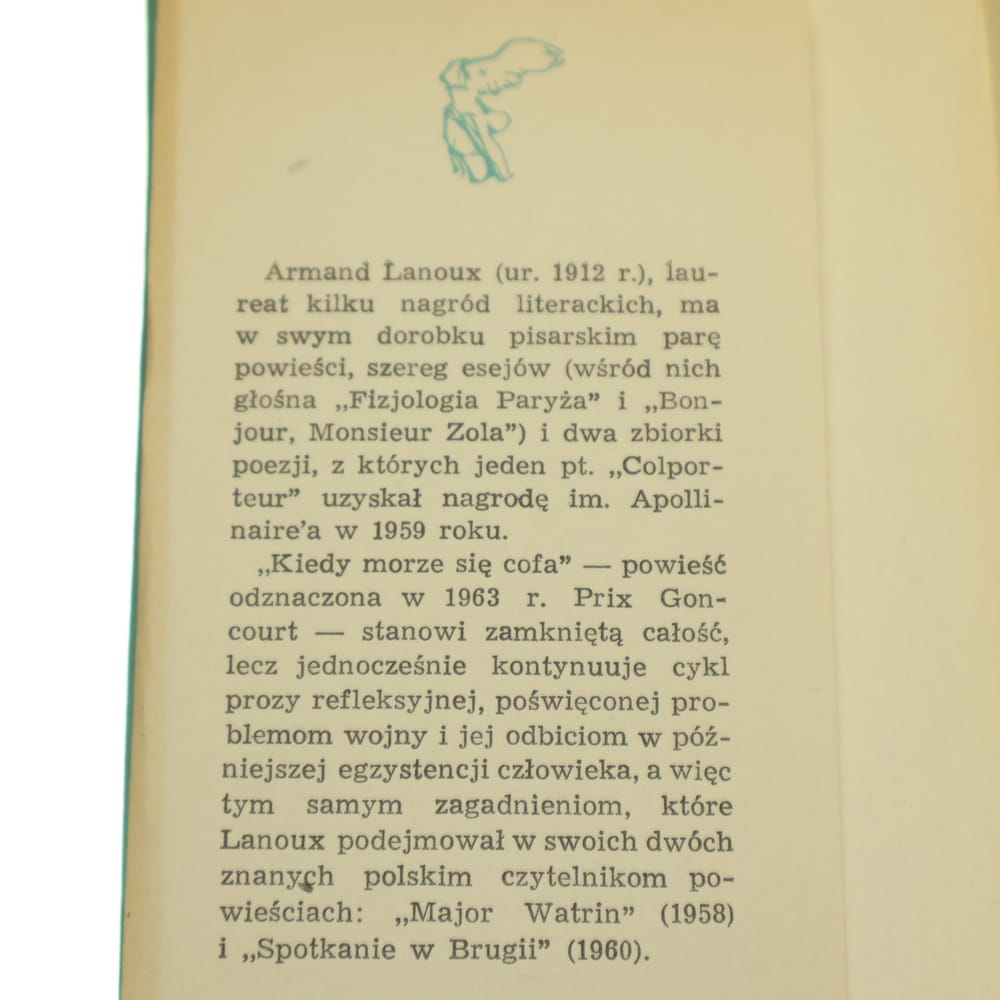 Armand Lanoux (ur. 1912 r.), lau-
reat kilku nagród literackich, ma
w swym dorobku pisarskim parę
powieści, szereg esejów (wśród nich
głośna „Fizjologia Paryża” i „Bon-
jour, Monsieur Zola”) i dwa zbiorki
poezji, z których jeden pt. „Colpor-
teur” uzyskał nagrodę im. Apolli-
naire’a w 1959 roku.
„Kiedy morze się cofa” — powieść
odznaczona w 1963 r. Prix Gon-
court — stanowi zamkniętą całość,
lecz jednocześnie kontynuuje cykl
prozy refleksyjnej, poświęconej pro-
blemom wojny i jej odbiciom w póź-
niejszej egzystencji człowieka, a więc
tym samym zagadnieniom, które
Lanoux podejmował w swoich dwóch
znanych polskim czytelnikom po-
wieściach: „Major Watrin” (1958)
i „Spotkanie w Brugii” (1960).